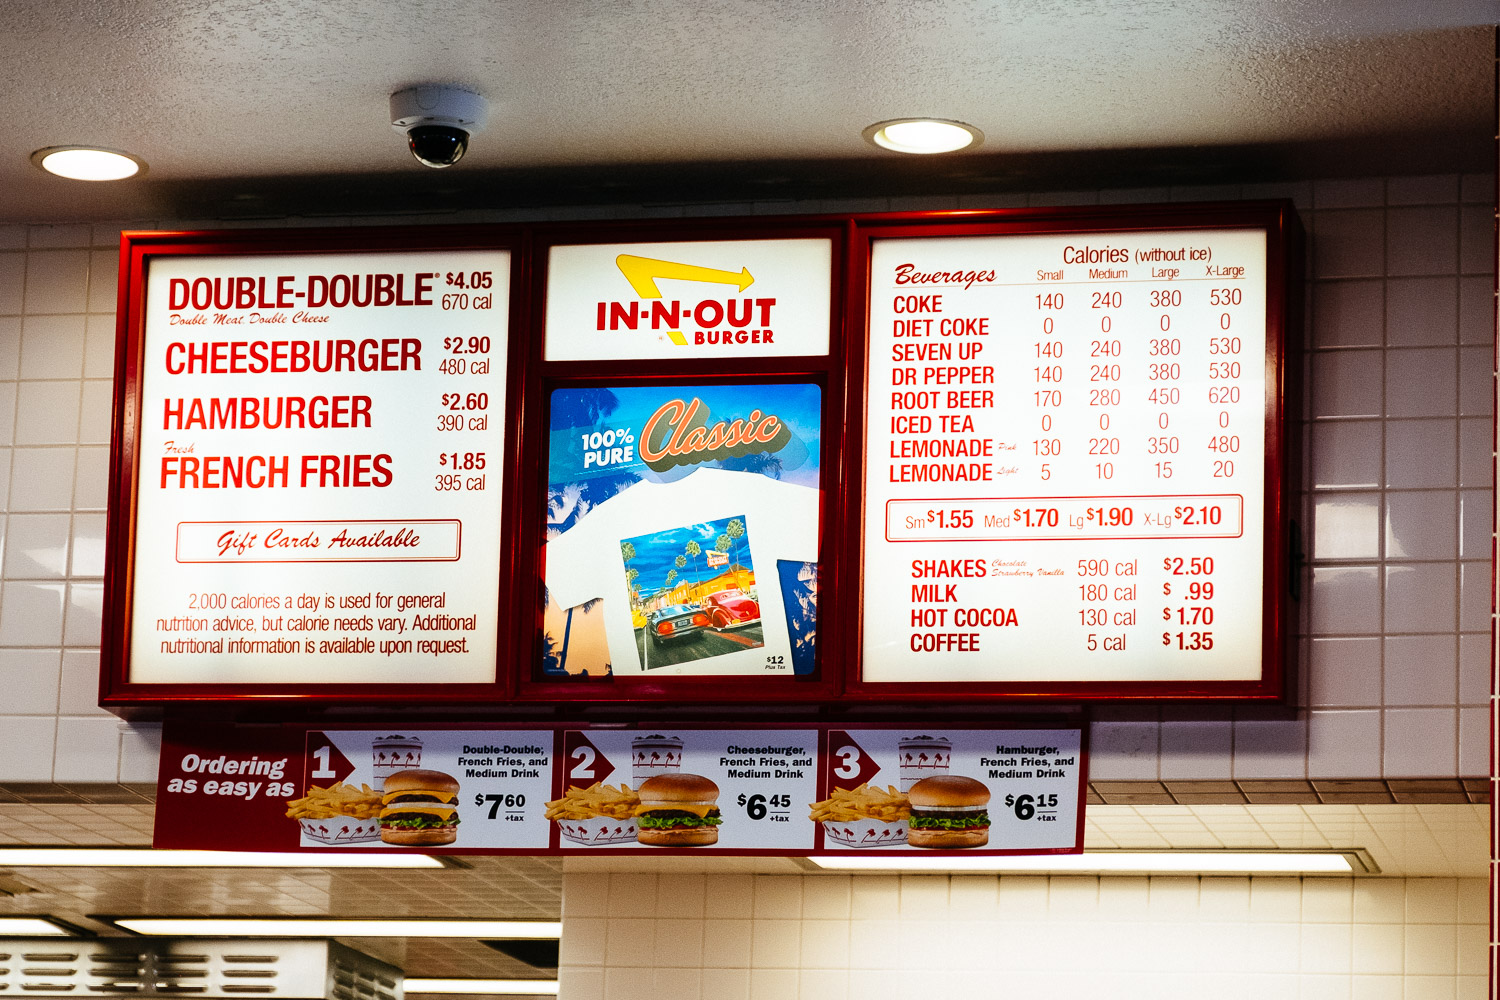 DOUBLE-DOUBLE® $4.05
Double Meat, Double Cheese 670 cal
CHEESEBURGER $2.90
480 cal
HAMBURGER $2.60
390 cal
Fresh
FRENCH FRIES $1.85
395 cal
Gift Cards Available
2,000 calories a day is used for general
nutrition advice, but calorie needs vary. Additional
nutritional information is available upon request.
IN-N-OUT
BURGER
100% PURE Classic
$12
Plus Tax
Calories (without ice)
Beverages Small Medium Large X-Large
COKE 140 240 380 530
DIET COKE 0 0 0 0
SEVEN UP 140 240 380 530
DR PEPPER 140 240 380 530
ROOT BEER 170 280 450 620
ICED TEA 0 0 0 0
LEMONADE Pink 130 220 350 480
LEMONADE Light 5 10 15 20
Sm $1.55 Med $1.70 Lg $1.90 X-Lg $2.10
SHAKES Chocolate Strawberry Vanilla 590 cal $2.50
MILK 180 cal $ .99
HOT COCOA 130 cal $1.70
COFFEE 5 cal $1.35
Ordering
as easy as
1
Double-Double,
French Fries, and
Medium Drink
$7 60
+tax
2
Cheeseburger,
French Fries, and
Medium Drink
$6 45
+tax
3
Hamburger,
French Fries, and
Medium Drink
$6 15
+tax